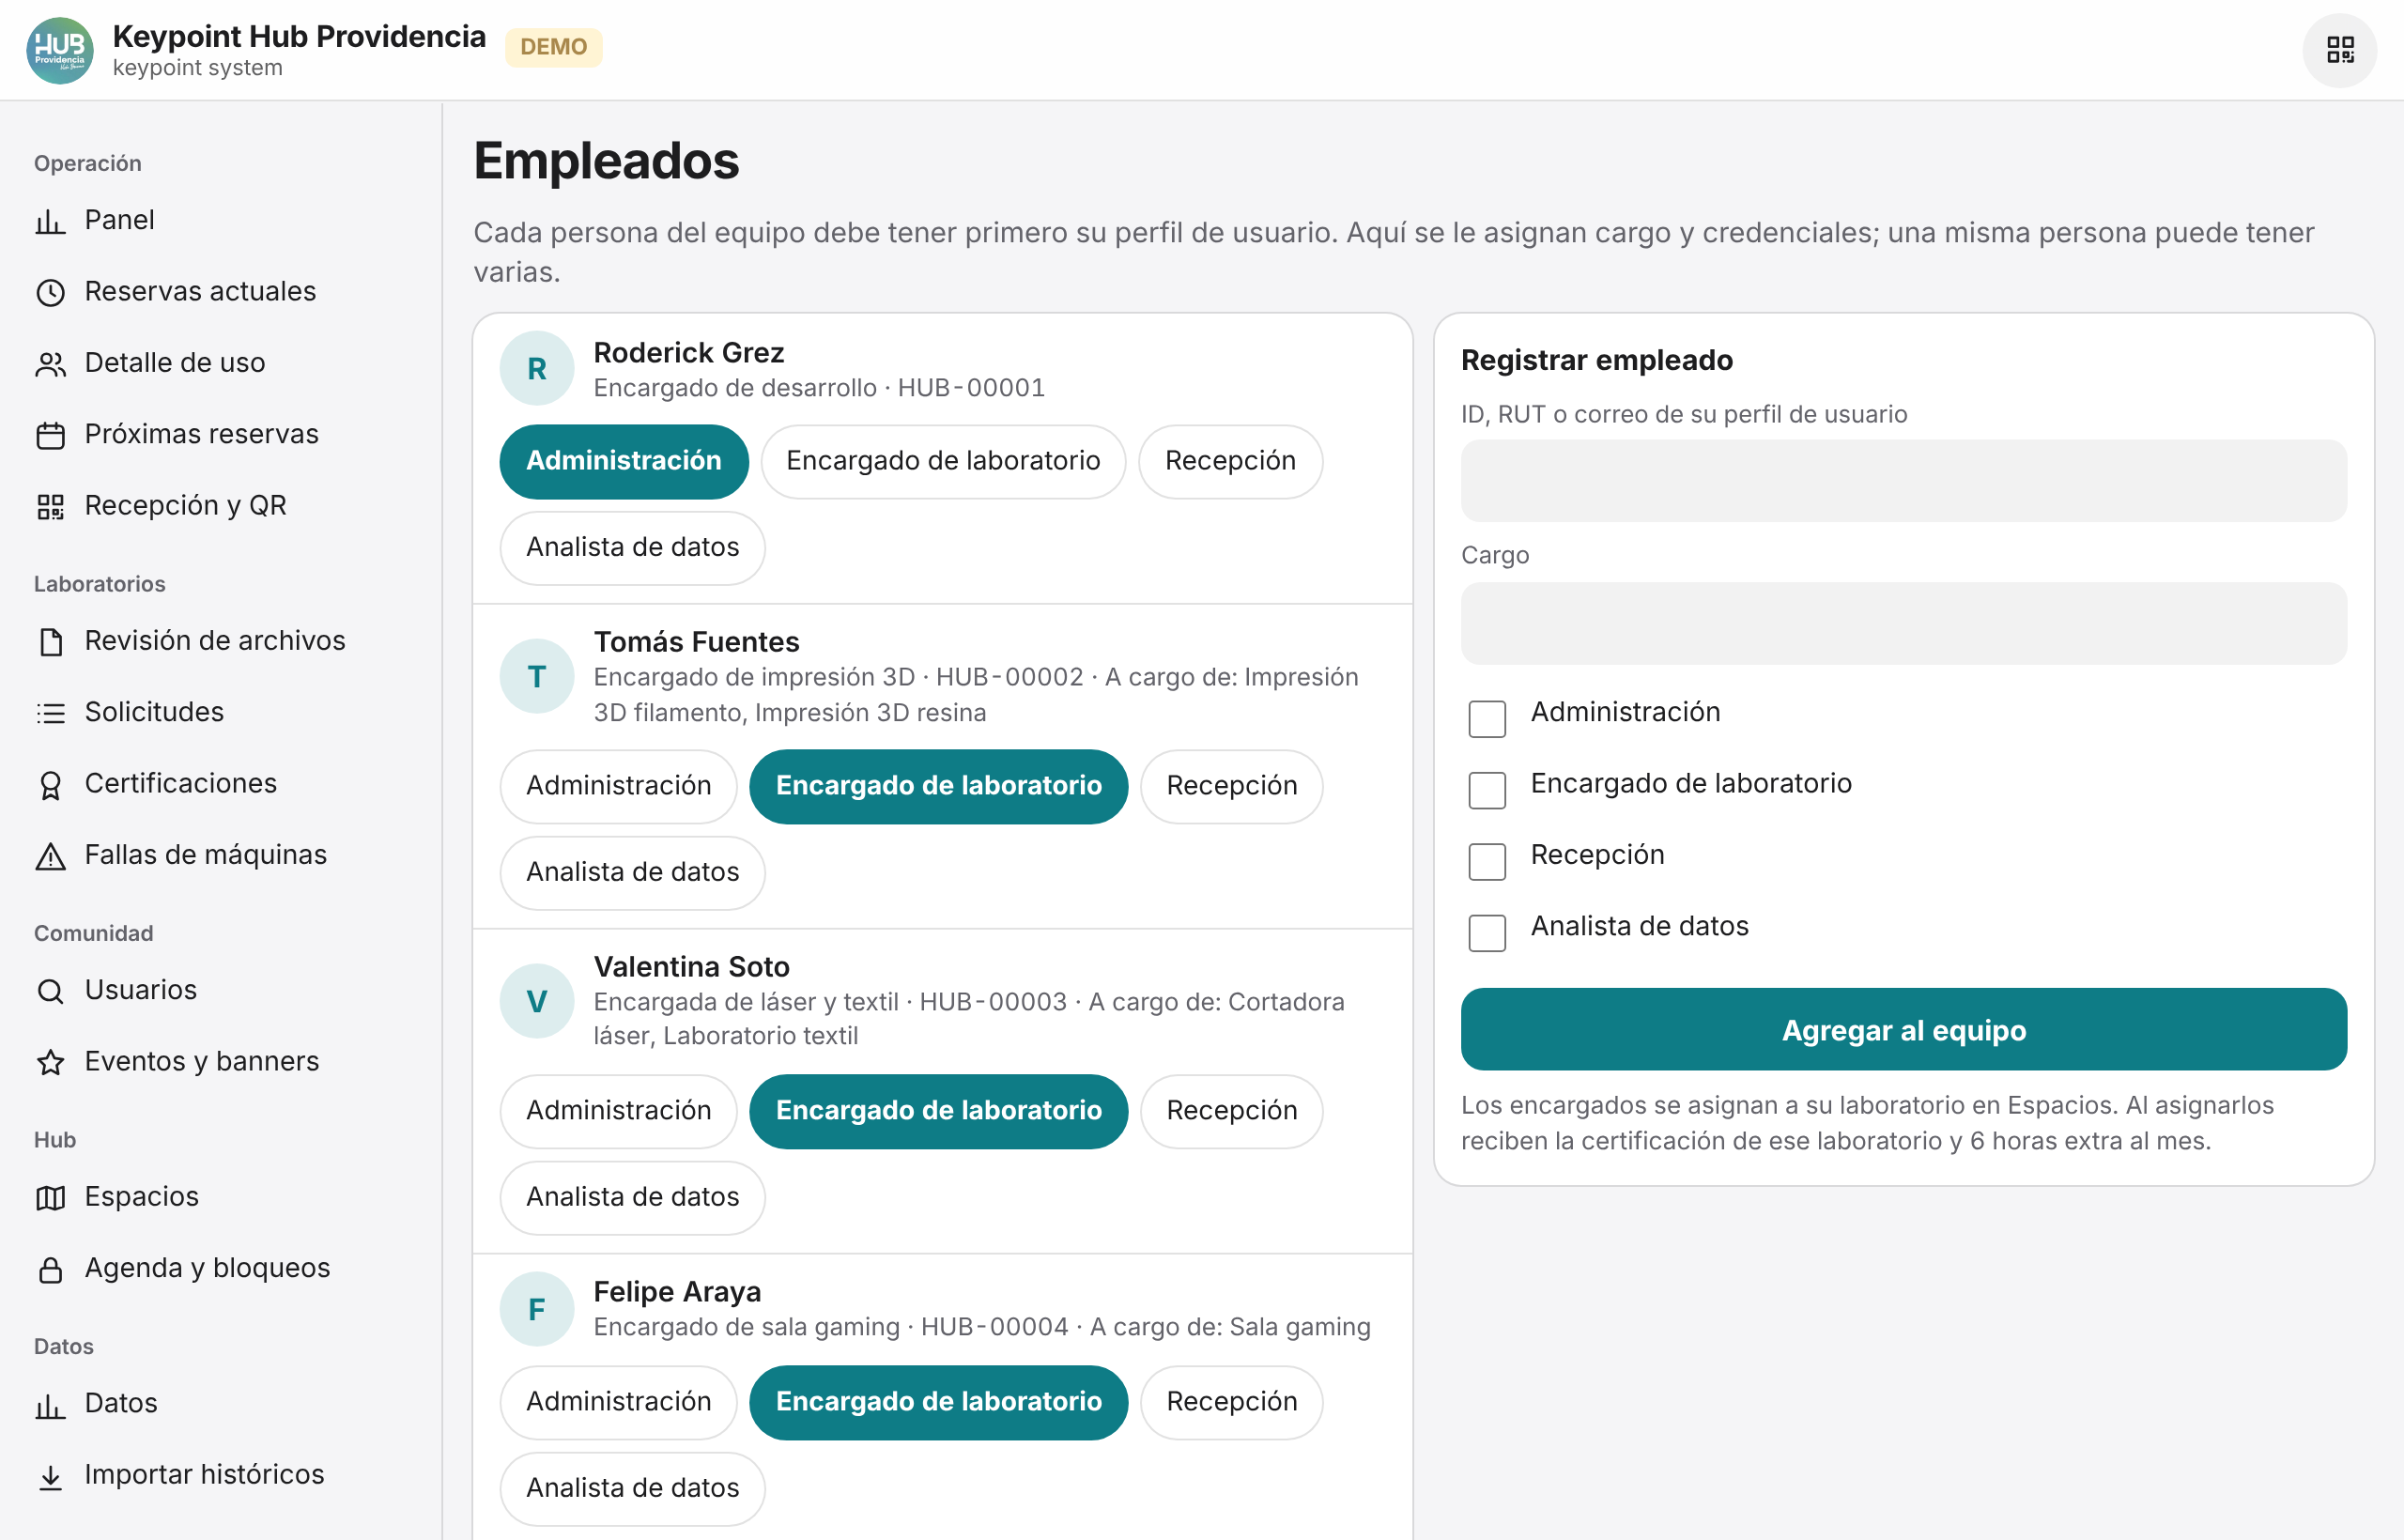 HUB
Providencia
Keypoint Hub Providencia
keypoint system
DEMO
Operación
Panel
Reservas actuales
Detalle de uso
Próximas reservas
Recepción y QR
Laboratorios
Revisión de archivos
Solicitudes
Certificaciones
Fallas de máquinas
Comunidad
Usuarios
Eventos y banners
Hub
Espacios
Agenda y bloqueos
Datos
Datos
Importar históricos
Empleados
Cada persona del equipo debe tener primero su perfil de usuario. Aquí se le asignan cargo y credenciales; una misma persona puede tener
varias.
R
Roderick Grez
Encargado de desarrollo · HUB-00001
Administración
Encargado de laboratorio
Recepción
Analista de datos
T
Tomás Fuentes
Encargado de impresión 3D · HUB-00002 · A cargo de: Impresión
3D filamento, Impresión 3D resina
Administración
Encargado de laboratorio
Recepción
Analista de datos
V
Valentina Soto
Encargada de láser y textil · HUB-00003 · A cargo de: Cortadora
láser, Laboratorio textil
Administración
Encargado de laboratorio
Recepción
Analista de datos
F
Felipe Araya
Encargado de sala gaming · HUB-00004 · A cargo de: Sala gaming
Administración
Encargado de laboratorio
Recepción
Analista de datos
Registrar empleado
ID, RUT o correo de su perfil de usuario
Cargo
Administración
Encargado de laboratorio
Recepción
Analista de datos
Agregar al equipo
Los encargados se asignan a su laboratorio en Espacios. Al asignarlos
reciben la certificación de ese laboratorio y 6 horas extra al mes.